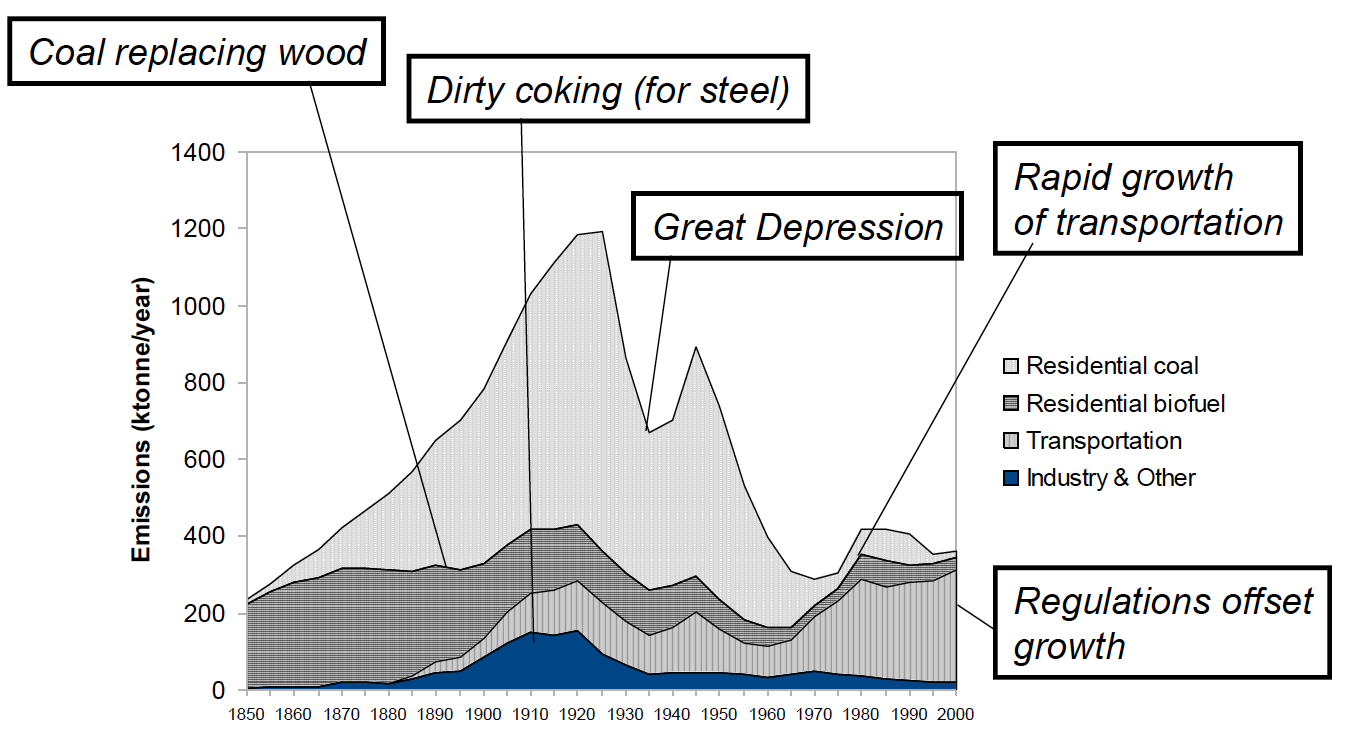 Coal replacing wood
Dirty coking (for steel)
Great Depression
Rapid growth
of transportation
Regulations offset
growth
Emissions (ktonne/year)
1400
1200
1000
800
600
400
200
0
1850 1860 1870 1880 1890 1900 1910 1920 1930 1940 1950 1960 1970 1980 1990 2000
Residential coal
Residential biofuel
Transportation
Industry & Other